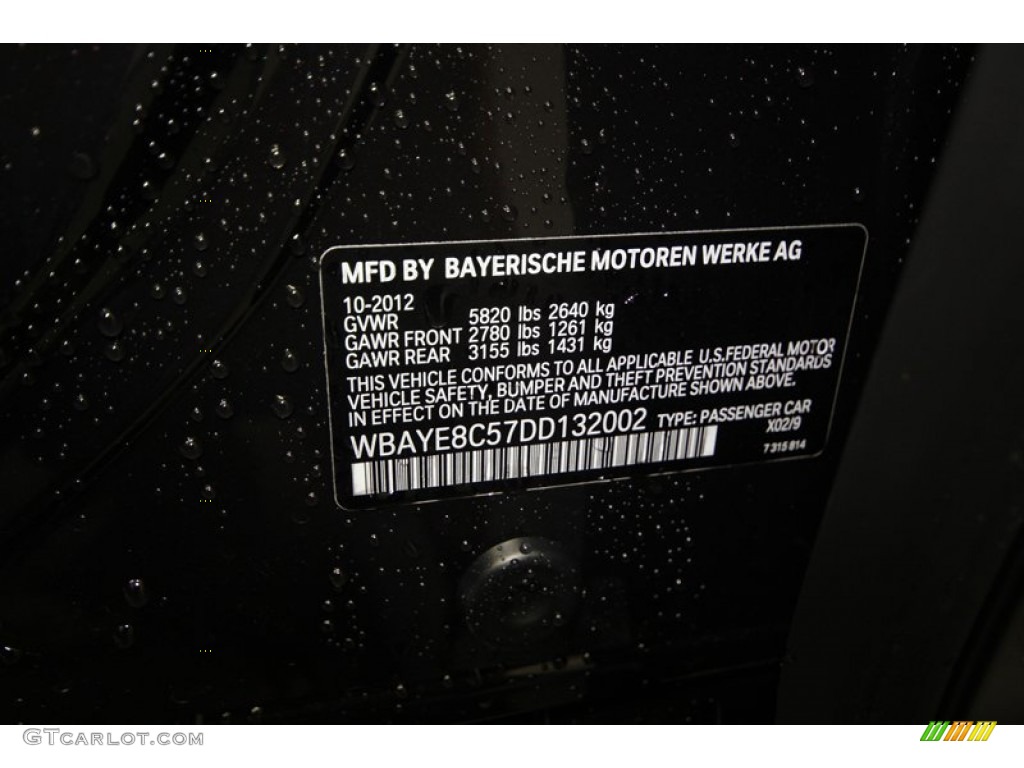 MFD BY BAYERISCHE MOTOREN WERKE AG
10-2012
GVWR 5820 lbs 2640 kg
GAWR FRONT 2780 lbs 1261 kg
GAWR REAR 3155 lbs 1431 kg
THIS VEHICLE CONFORMS TO ALL APPLICABLE U.S.FEDERAL MOTOR
VEHICLE SAFETY, BUMPER AND THEFT PREVENTION STANDARDS
IN EFFECT ON THE DATE OF MANUFACTURE SHOWN ABOVE.
WBAYE8C57DD132002 TYPE: PASSENGER CAR
X02/9
7 315 814
GTCARLOT.COM